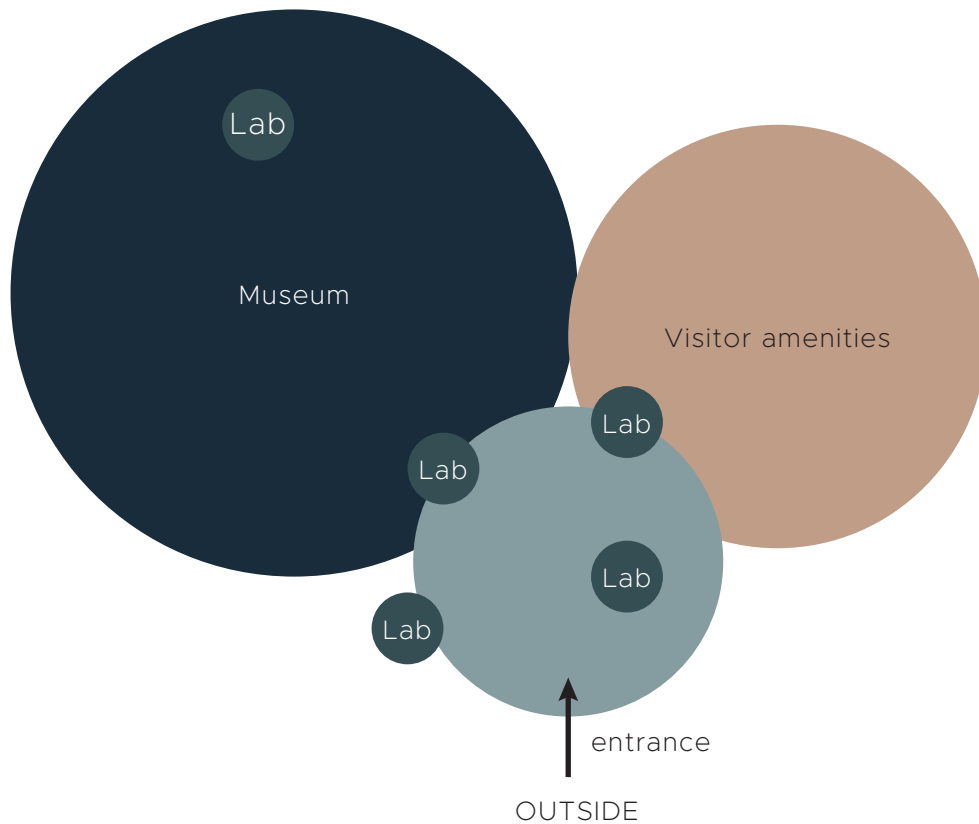 Lab
Museum
Visitor amenities
Lab
Lab
Lab
Lab
entrance
OUTSIDE